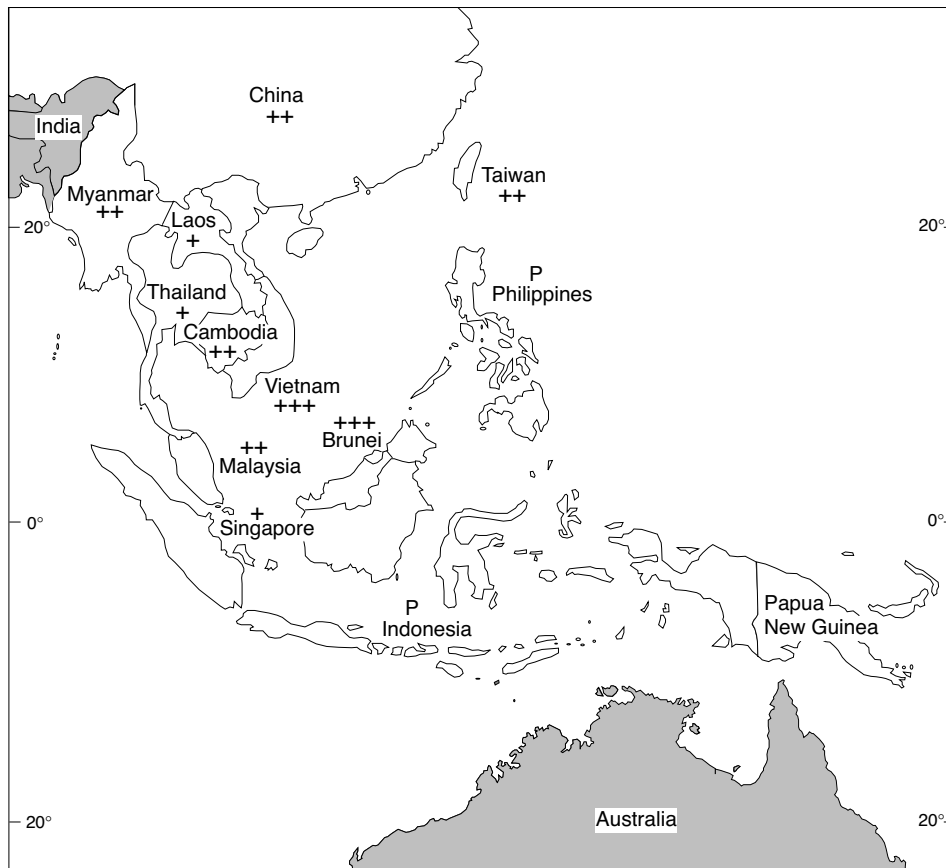 China
++
India
Myanmar
++
Taiwan
++
Laos
+
20°
20°
P
Philippines
Thailand
+
Cambodia
++
Vietnam
+++
+++
Brunei
++
Malaysia
+
Singapore
0°
0°
P
Indonesia
Papua
New Guinea
Australia
20°
20°